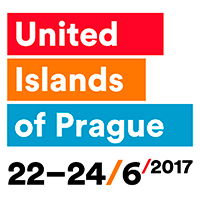 United
Islands
of Prague
22–24/6/2017